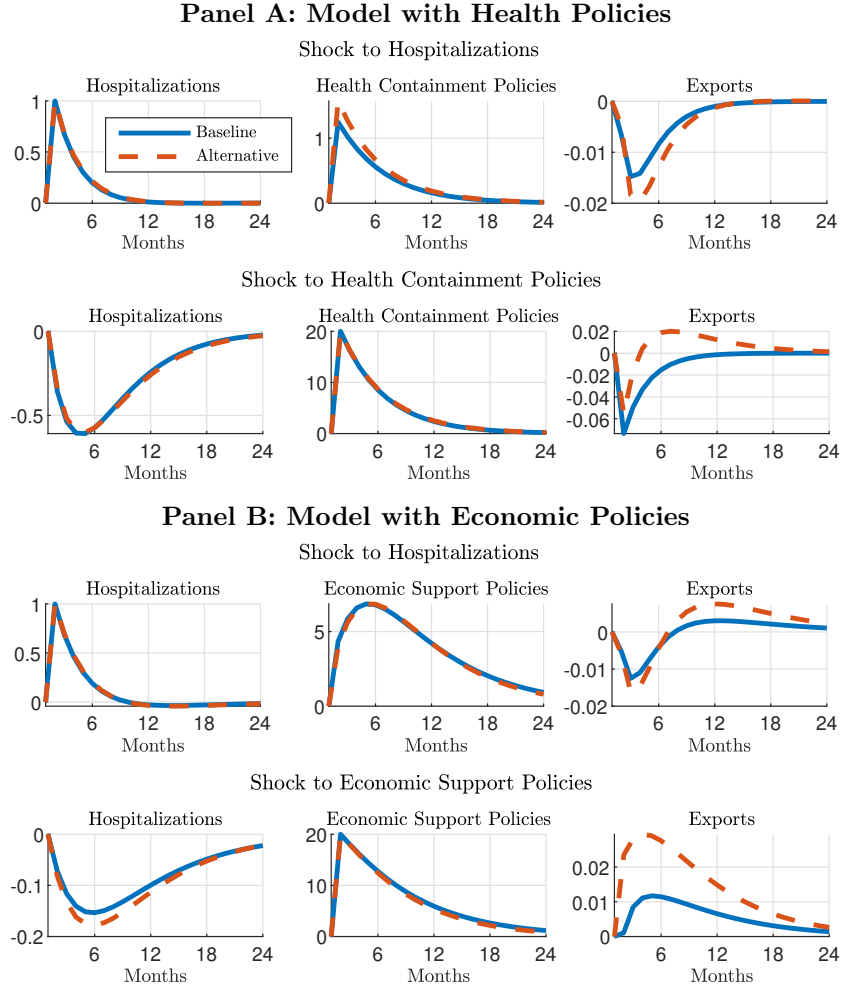 Panel A: Model with Health Policies
Shock to Hospitalizations
Hospitalizations
Health Containment Policies
Exports
1
0.5
0
6 12 18 24
Months
Baseline
Alternative
1
0
6 12 18 24
Months
0
-0.01
-0.02
6 12 18 24
Months
Shock to Health Containment Policies
Hospitalizations
Health Containment Policies
Exports
0
-0.5
6 12 18 24
Months
20
10
0
6 12 18 24
Months
0.02
0
-0.02
-0.04
-0.06
6 12 18 24
Months
Panel B: Model with Economic Policies
Shock to Hospitalizations
Hospitalizations
Economic Support Policies
Exports
1
0.5
0
6 12 18 24
Months
5
0
6 12 18 24
Months
0
-0.01
-0.02
6 12 18 24
Months
Shock to Economic Support Policies
Hospitalizations
Economic Support Policies
Exports
0
-0.1
-0.2
6 12 18 24
Months
20
10
0
6 12 18 24
Months
0.02
0.01
0
6 12 18 24
Months